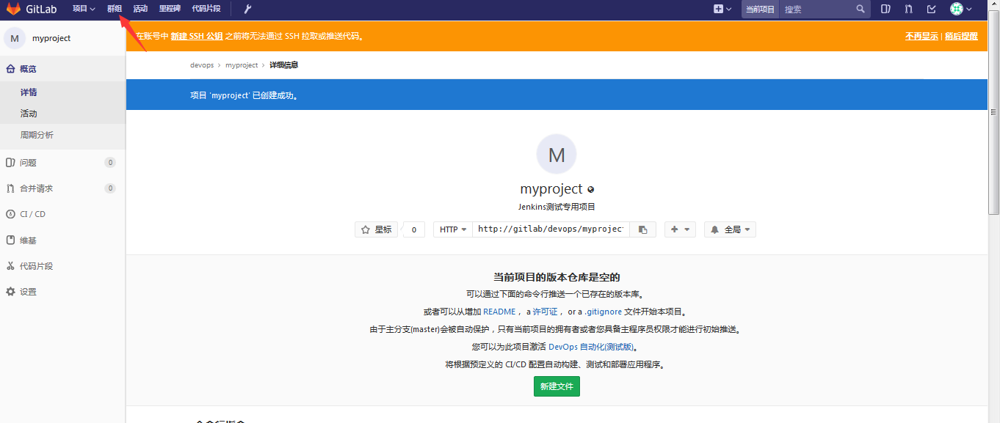 GitLab 项目 群组 活动 里程碑 代码片段 当前项目 搜索
M myproject
在账号中 新建 SSH 公钥 之前将无法通过 SSH 拉取或推送代码。 不再显示 | 稍后提醒
devops › myproject › 详细信息
概览
详情
活动
周期分析
问题 0
合并请求 0
CI / CD
维基
代码片段
设置
项目 'myproject' 已创建成功。
M
myproject
Jenkins测试专用项目
星标 0 HTTP http://gitlab/devops/myprojec 全局
当前项目的版本仓库是空的
可以通过下面的命令行推送一个已存在的版本库。
或者可以从增加 README， a 许可证， or a .gitignore 文件开始本项目。
由于主分支(master)会被自动保护，只有当前项目的拥有者或者您具备主程序员权限才能进行初始推送。
您可以为此项目激活 DevOps 自动化(测试版)。
将根据预定义的 CI/CD 配置自动构建、测试和部署应用程序。
新建文件